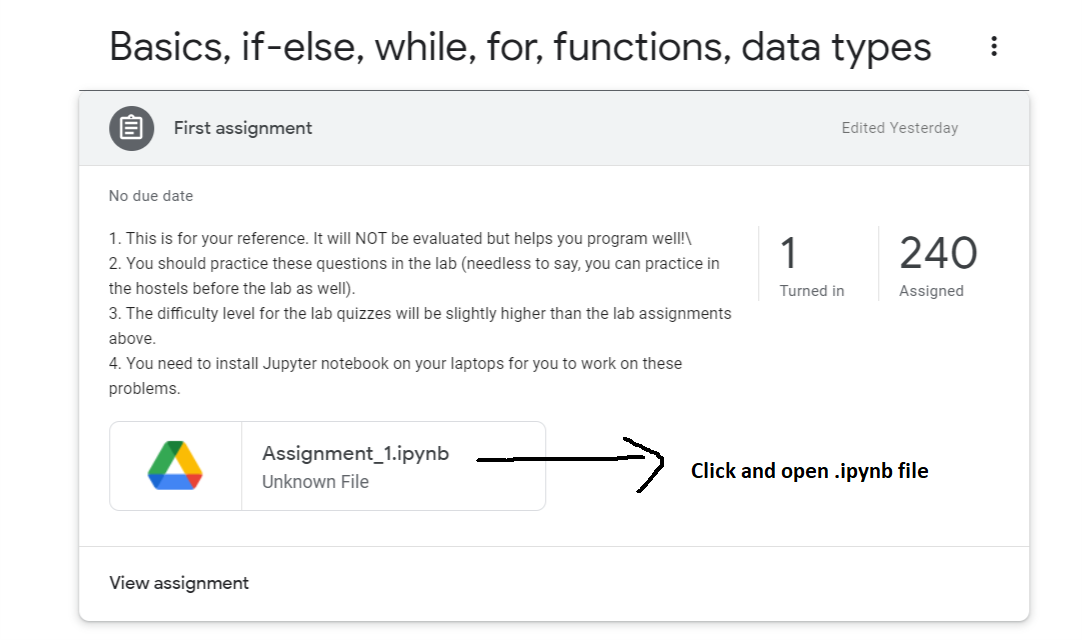 Basics, if-else, while, for, functions, data types
First assignment
Edited Yesterday
No due date
1. This is for your reference. It will NOT be evaluated but helps you program well!\
2. You should practice these questions in the lab (needless to say, you can practice in
the hostels before the lab as well).
3. The difficulty level for the lab quizzes will be slightly higher than the lab assignments
above.
4. You need to install Jupyter notebook on your laptops for you to work on these
problems.
1
Turned in
240
Assigned
Assignment_1.ipynb
Unknown File
Click and open .ipynb file
View assignment